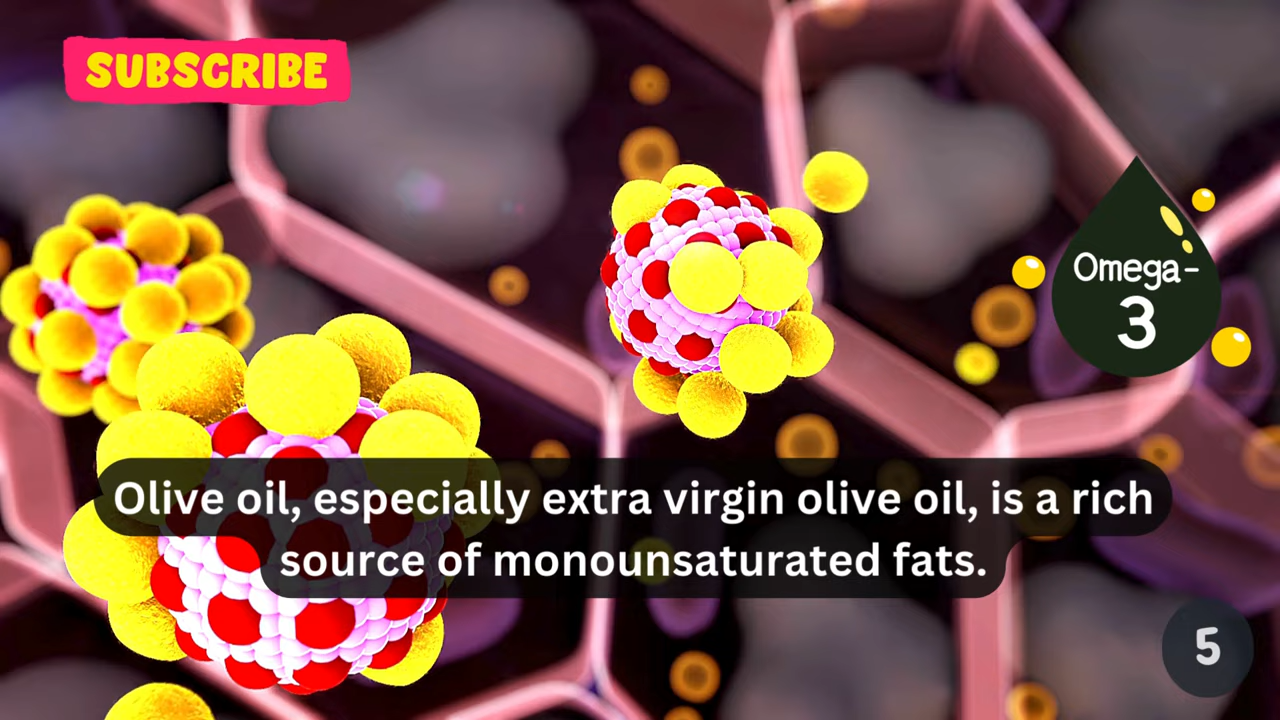 SUBSCRIBE
Omega-
3
Olive oil, especially extra virgin olive oil, is a rich
source of monounsaturated fats.
5